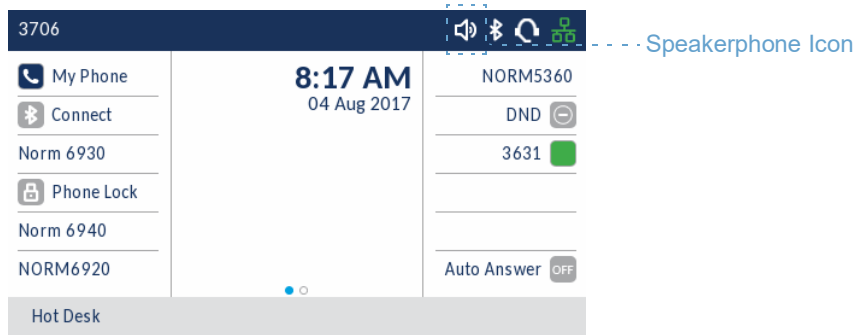 3706
Speakerphone Icon
My Phone
8:17 AM
NORM5360
04 Aug 2017
Connect
DND
Norm 6930
3631
Phone Lock
Norm 6940
NORM6920
Auto Answer OFF
Hot Desk